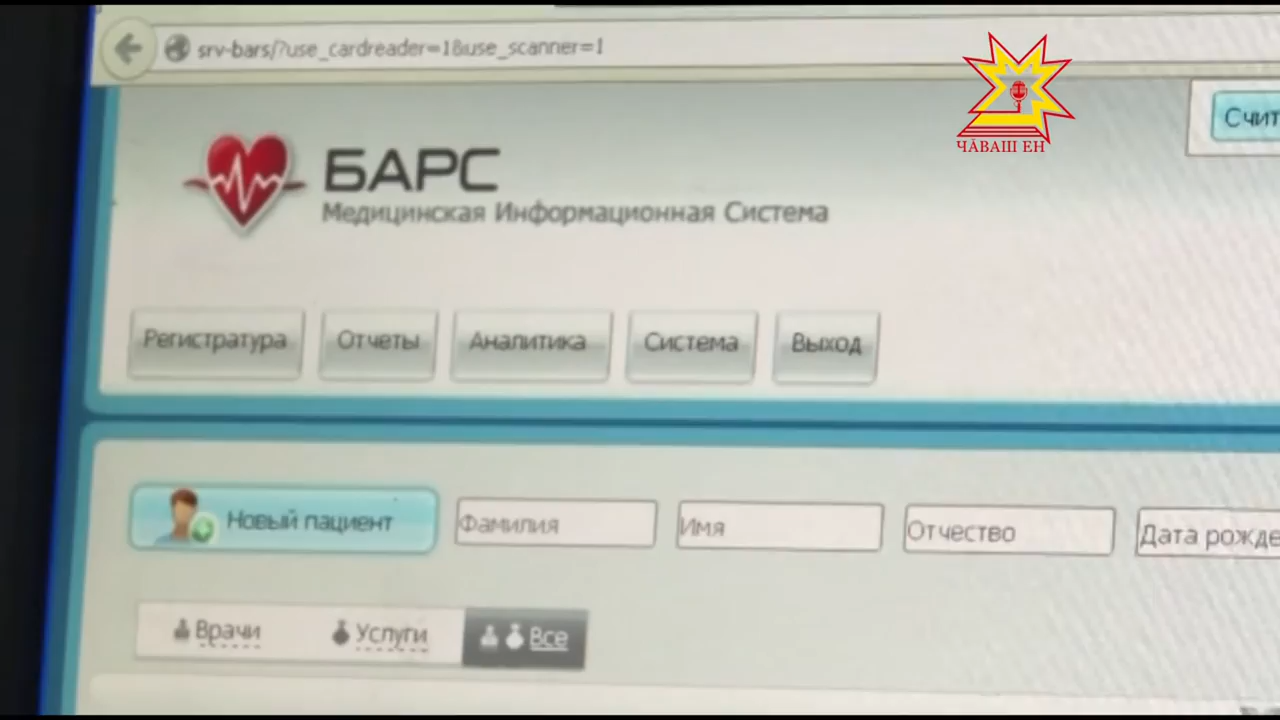 srv-bars/?use_cardreader=1&use_scanner=1
ЧӐВАШ ЕН
Счит
БАРС
Медицинская Информационная Система
Регистратура Отчеты Аналитика Система Выход
Новый пациент Фамилия Имя Отчество Дата рожде
Врачи Услуги Все